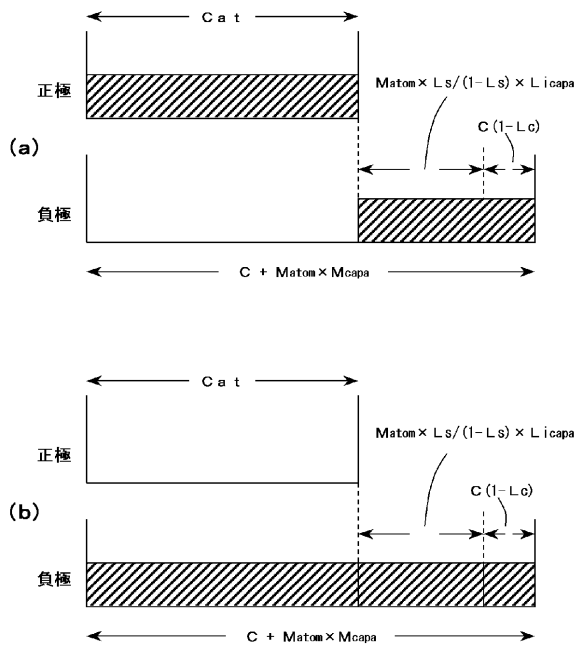 Cat
正極
Matom×Ls/(1-Ls)×Licapa
C(1-Lc)
(a)
負極
C + Matom×Mcapa
Cat
正極
Matom×Ls/(1-Ls)×Licapa
C(1-Lc)
(b)
負極
C + Matom×Mcapa